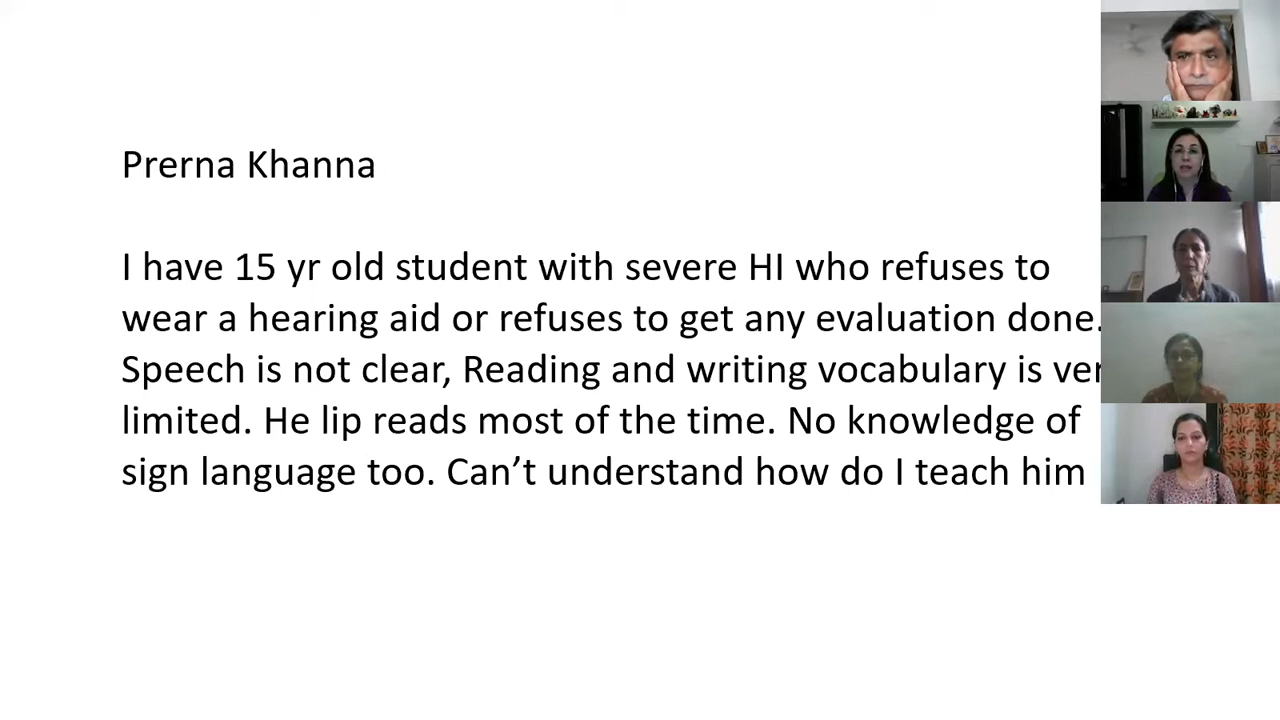 Prerna Khanna
I have 15 yr old student with severe HI who refuses to
wear a hearing aid or refuses to get any evaluation done.
Speech is not clear, Reading and writing vocabulary is ver
limited. He lip reads most of the time. No knowledge of
sign language too. Can’t understand how do I teach him